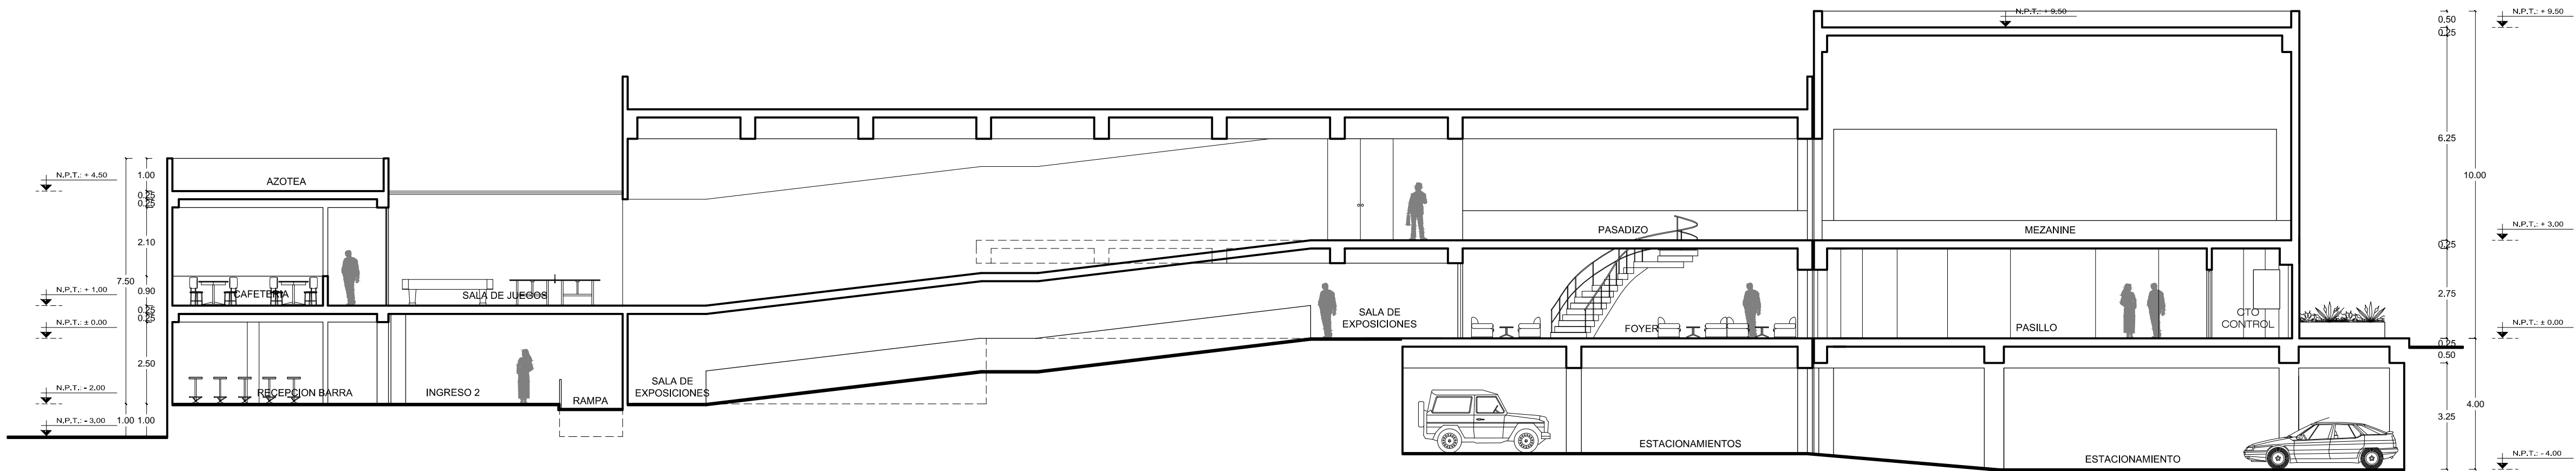 N.P.T.: + 4,50
N.P.T.: + 1,00
N.P.T.: ± 0.00
N.P.T.: - 2.00
N,P,T,: - 3,00
7.50
1.00
1.00
0.25
0.25
2.10
0.90
0.25
0.25
2.50
1.00
AZOTEA
CAFETERIA
SALA DE JUEGOS
RECEPCION BARRA
INGRESO 2
RAMPA
SALA DE
EXPOSICIONES
SALA DE
EXPOSICIONES
PASADIZO
FOYER
ESTACIONAMIENTOS
N.P.T.: + 9.50
MEZANINE
PASILLO
CTO
CONTROL
ESTACIONAMIENTO
0.50
0.25
6.25
0.25
2.75
0.25
0.50
3.25
10.00
4.00
N.P.T.: + 9.50
N.P.T.: + 3,00
N.P.T.: ± 0,00
N.P.T.: - 4.00